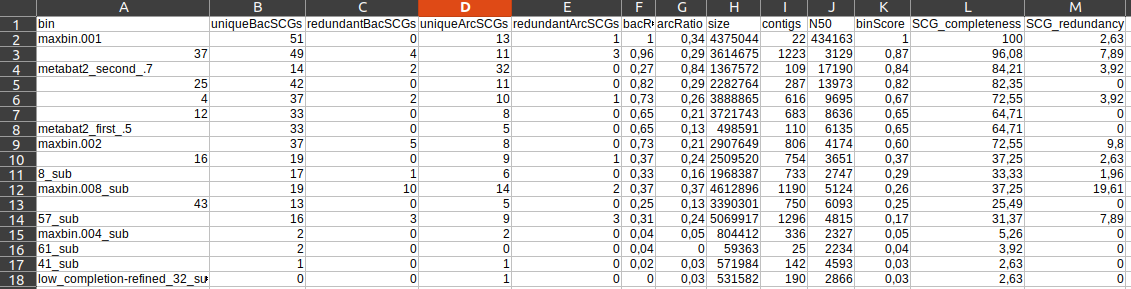 A B C D E F G H I J K L M
1 bin uniqueBacSCGs redundantBacSCGs uniqueArcSCGs redundantArcSCGs bacR arcRatio size contigs N50 binScore SCG_completeness SCG_redundancy
2 maxbin.001 51 0 13 1 1 0,34 4375044 22 434163 1 100 2,63
3 37 49 4 11 3 0,96 0,29 3614675 1223 3129 0,87 96,08 7,89
4 metabat2_second_.7 14 2 32 0 0,27 0,84 1367572 109 17190 0,84 84,21 3,92
5 25 42 0 11 0 0,82 0,29 2282764 287 13973 0,82 82,35 0
6 4 37 2 10 1 0,73 0,26 3888865 616 9695 0,67 72,55 3,92
7 12 33 0 8 0 0,65 0,21 3721743 683 8636 0,65 64,71 0
8 metabat2_first_.5 33 0 5 0 0,65 0,13 498591 110 6135 0,65 64,71 0
9 maxbin.002 37 5 8 0 0,73 0,21 2907649 806 4174 0,60 72,55 9,8
10 16 19 0 9 1 0,37 0,24 2509520 754 3651 0,37 37,25 2,63
11 8_sub 17 1 6 0 0,33 0,16 1968387 733 2747 0,29 33,33 1,96
12 maxbin.008_sub 19 10 14 2 0,37 0,37 4612896 1190 5124 0,26 37,25 19,61
13 43 13 0 5 0 0,25 0,13 3390301 750 6093 0,25 25,49 0
14 57_sub 16 3 9 3 0,31 0,24 5069917 1296 4815 0,17 31,37 7,89
15 maxbin.004_sub 2 0 2 0 0,04 0,05 804412 336 2327 0,05 5,26 0
16 61_sub 2 0 0 0 0,04 0 59363 25 2234 0,04 3,92 0
17 41_sub 1 0 1 0 0,02 0,03 571984 142 4593 0,03 2,63 0
18 low_completion-refined_32_su 0 0 1 0 0 0,03 531582 190 2866 0,03 2,63 0